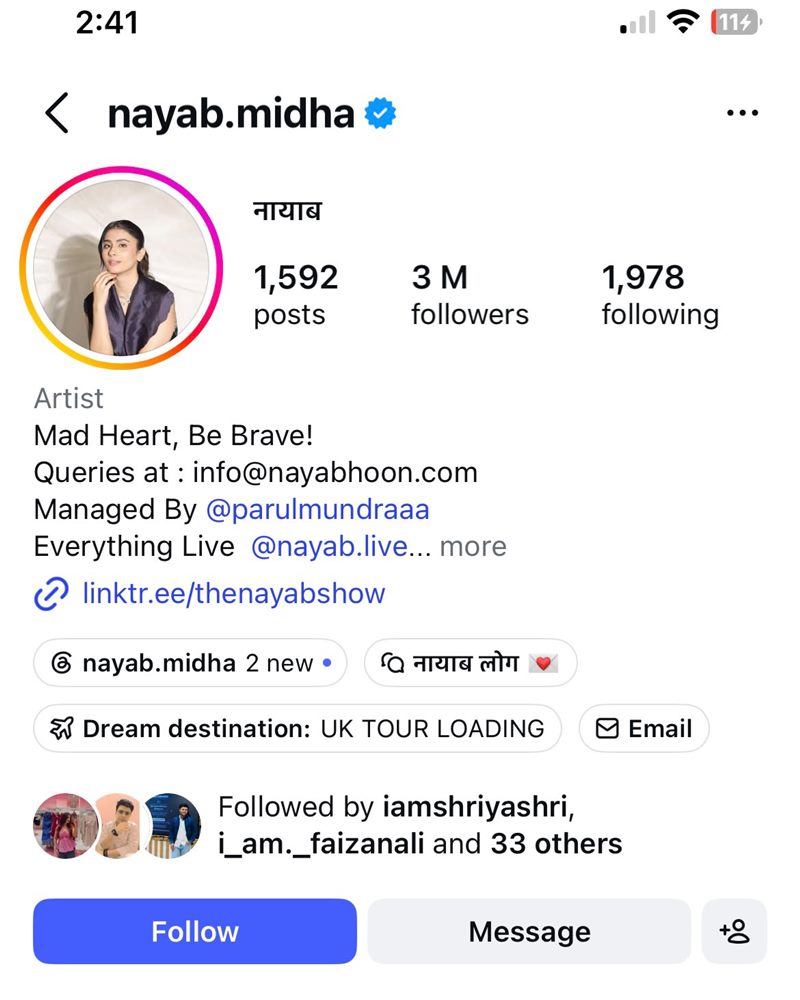 2:41
11
nayab.midha
नायाब
1,592 3 M 1,978
posts followers following
Artist
Mad Heart, Be Brave!
Queries at : info@nayabhoon.com
Managed By @parulmundraaa
Everything Live @nayab.live... more
linktr.ee/thenayabshow
nayab.midha 2 new नायाब लोग 💌
Dream destination: UK TOUR LOADING Email
Followed by iamshriyashri,
i_am._faizanali and 33 others
Follow Message